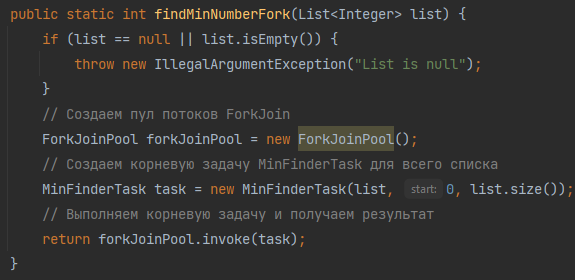 public static int findMinNumberFork(List<Integer> list) {
    if (list == null || list.isEmpty()) {
        throw new IllegalArgumentException("List is null");
    }
    // Создаем пул потоков ForkJoin
    ForkJoinPool forkJoinPool = new ForkJoinPool();
    // Создаем корневую задачу MinFinderTask для всего списка
    MinFinderTask task = new MinFinderTask(list, start: 0, list.size());
    // Выполняем корневую задачу и получаем результат
    return forkJoinPool.invoke(task);
}